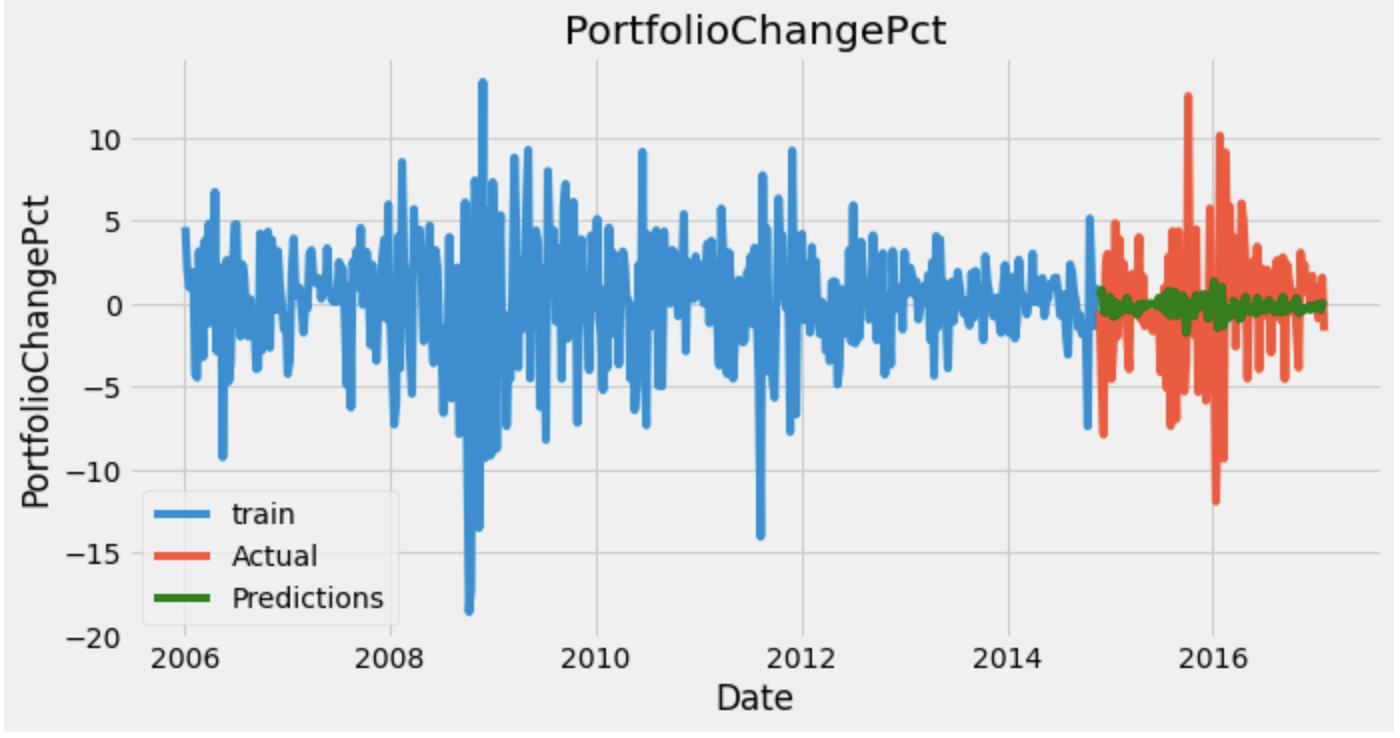 PortfolioChangePct
PortfolioChangePct
10
5
0
−5
−10
−15
−20
train
Actual
Predictions
2006 2008 2010 2012 2014 2016
Date